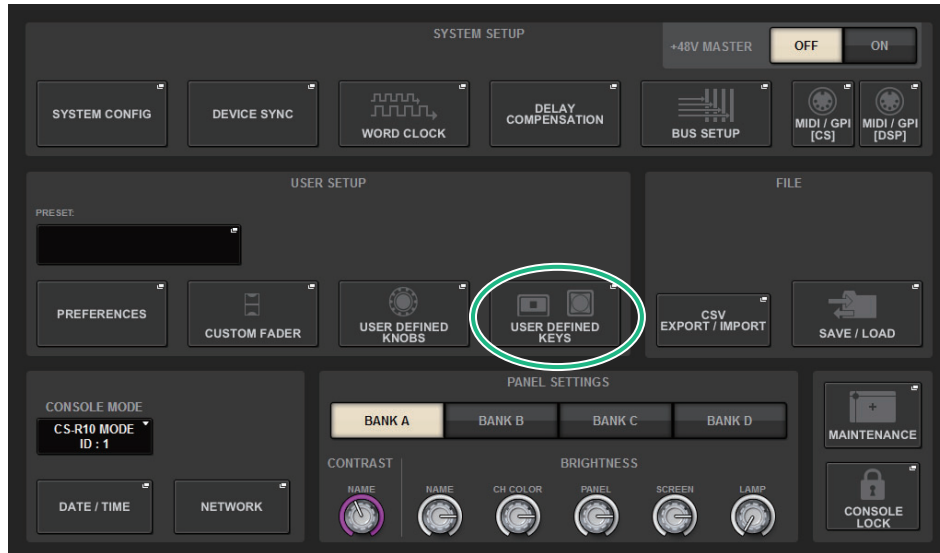 SYSTEM SETUP
+48V MASTER
OFF
ON
SYSTEM CONFIG
DEVICE SYNC
WORD CLOCK
DELAY
COMPENSATION
BUS SETUP
MIDI / GPI
[CS]
MIDI / GPI
[DSP]
USER SETUP
PRESET:
PREFERENCES
CUSTOM FADER
USER DEFINED
KNOBS
USER DEFINED
KEYS
FILE
CSV
EXPORT / IMPORT
SAVE / LOAD
CONSOLE MODE
CS-R10 MODE
ID : 1
DATE / TIME
NETWORK
PANEL SETTINGS
BANK A
BANK B
BANK C
BANK D
CONTRAST
BRIGHTNESS
NAME
NAME
CH COLOR
PANEL
SCREEN
LAMP
MAINTENANCE
CONSOLE
LOCK